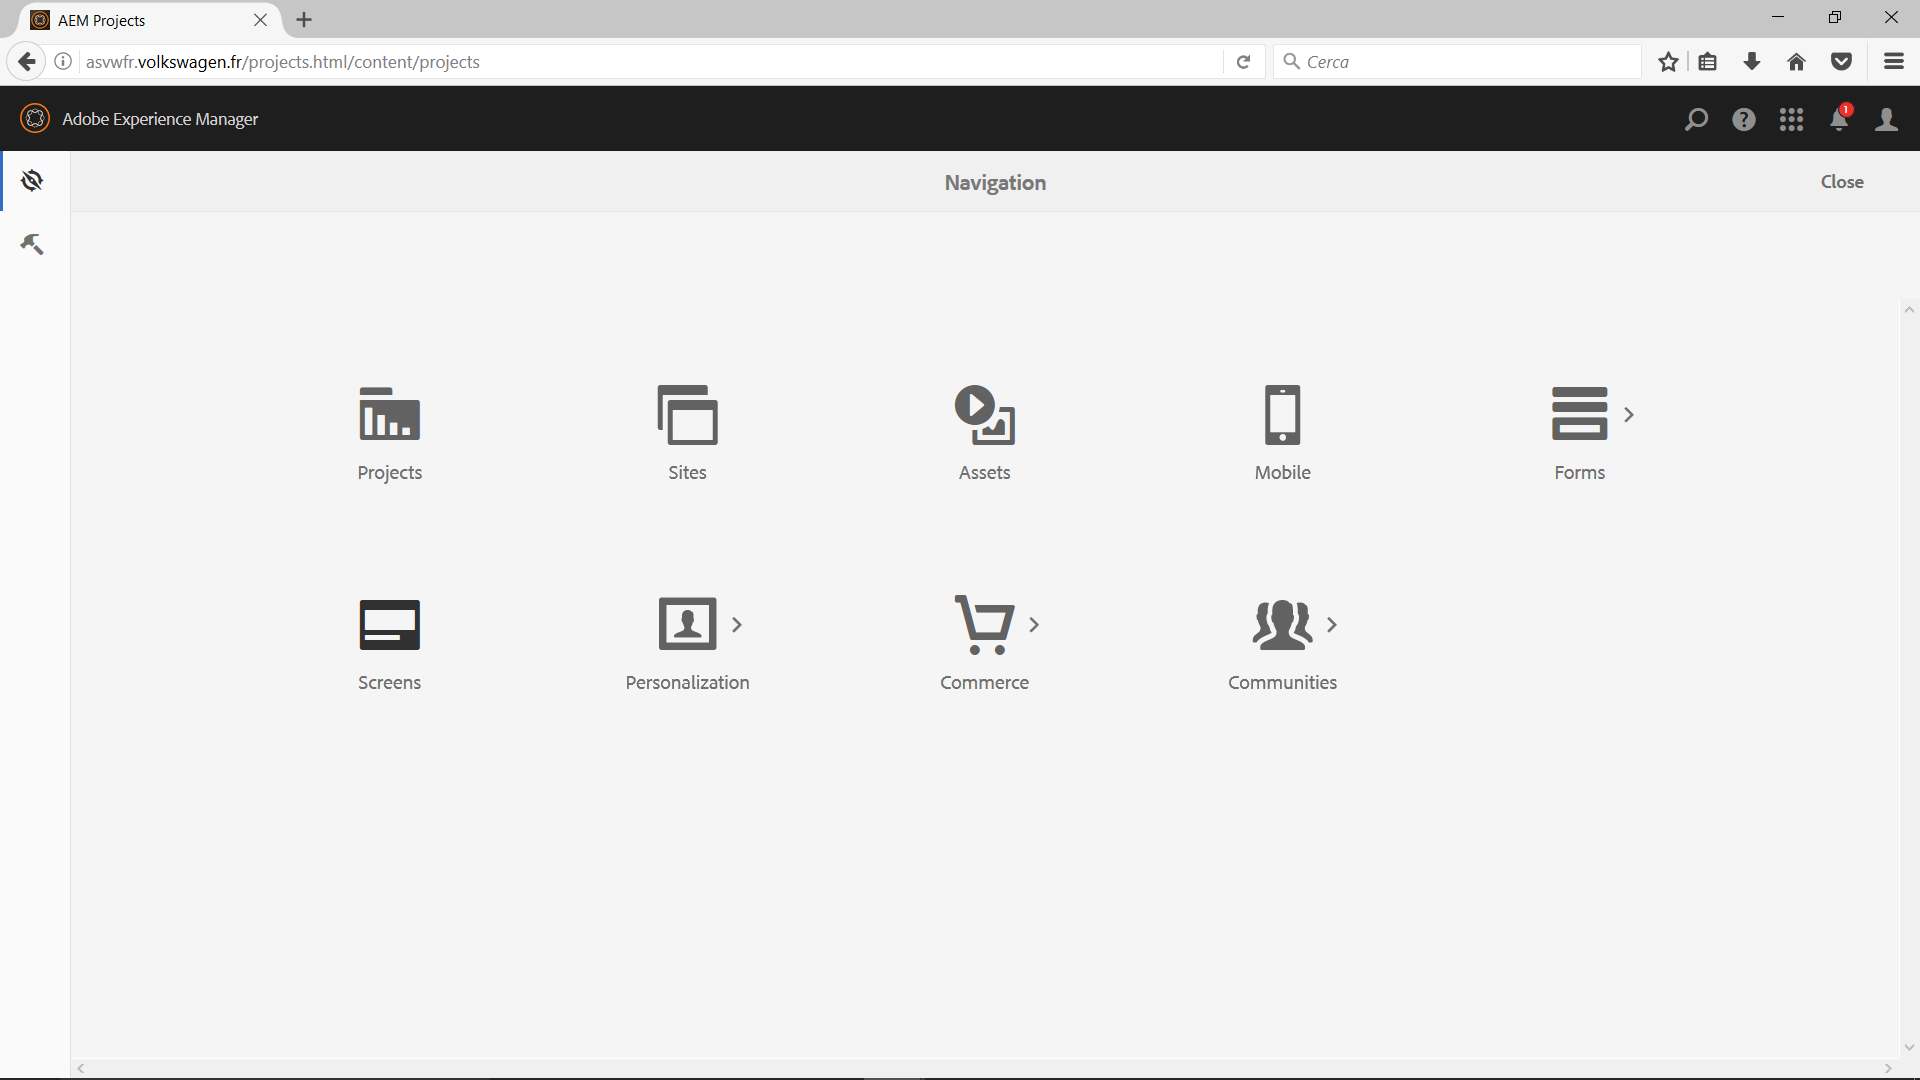 AEM Projects
asvwfr.volkswagen.fr/projects.html/content/projects
Cerca
Adobe Experience Manager
1
Navigation
Close
Projects
Sites
Assets
Mobile
Forms
Screens
Personalization
Commerce
Communities